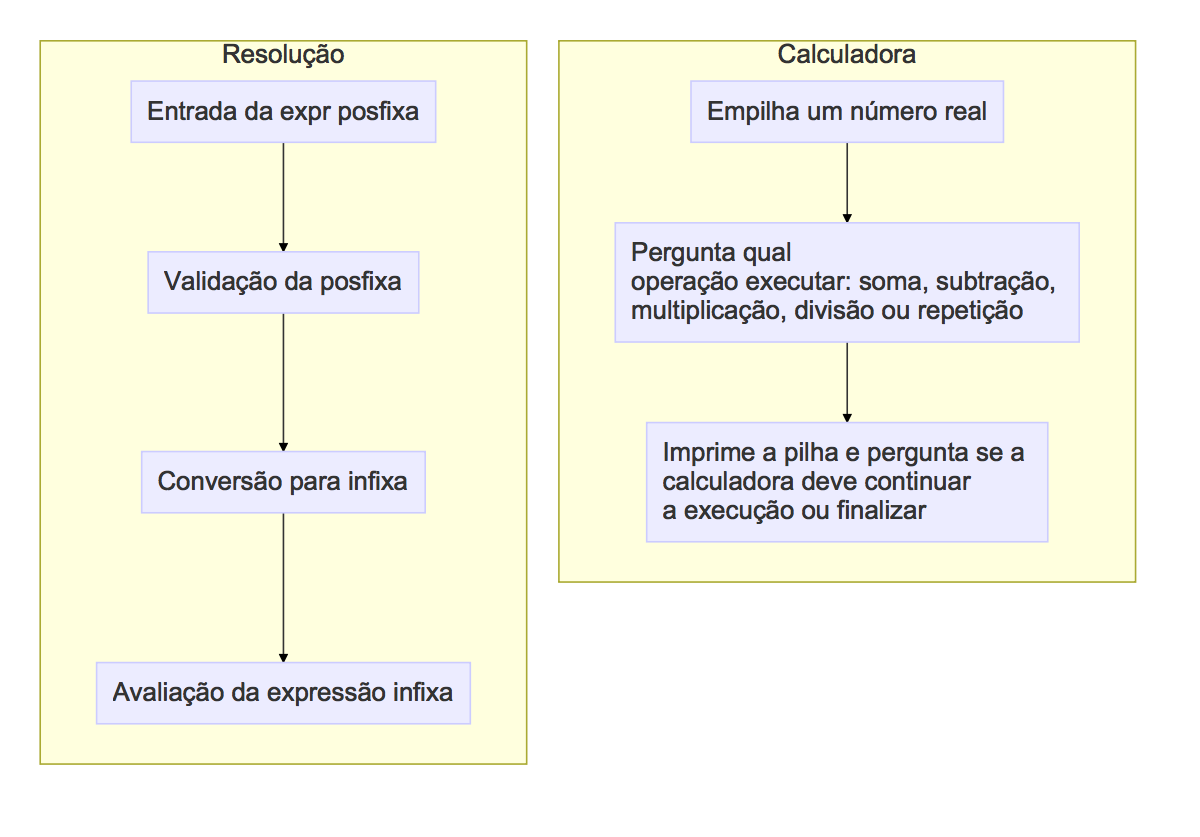 Resolução
Entrada da expr posfixa
Validação da posfixa
Conversão para infixa
Avaliação da expressão infixa
Calculadora
Empilha um número real
Pergunta qual
operação executar: soma, subtração,
multiplicação, divisão ou repetição
Imprime a pilha e pergunta se a
calculadora deve continuar
a execução ou finalizar